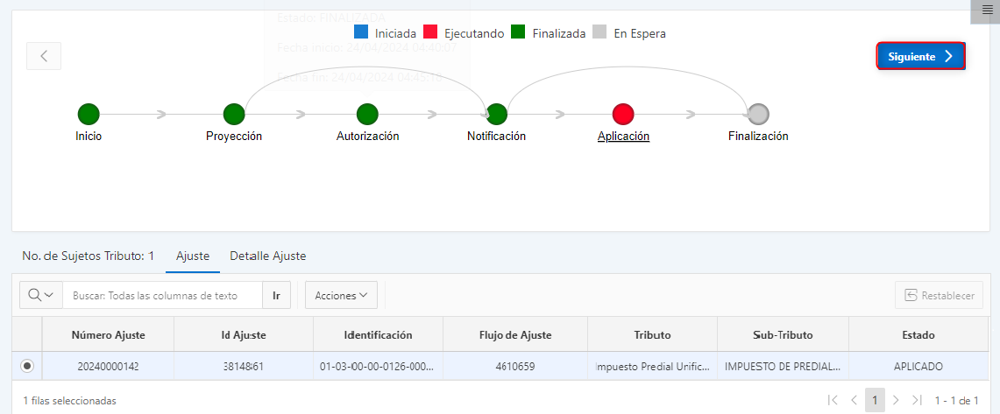 Estado: FINALIZADA
Iniciada Ejecutando Finalizada En Espera
Fecha inicio: 24/04/2024 04:40:07
Siguiente
Fecha fin: 24/04/2024 04:45:16
Inicio Proyección Autorización Notificación Aplicación Finalización
No. de Sujetos Tributo: 1 Ajuste Detalle Ajuste
Buscar: Todas las columnas de texto Ir Acciones Restablecer
Número Ajuste Id Ajuste Identificación Flujo de Ajuste Tributo Sub-Tributo Estado
20240000142 3814861 01-03-00-00-0126-000... 4610659 Impuesto Predial Unific... IMPUESTO DE PREDIAL... APLICADO
1 filas seleccionadas 1 1 - 1 de 1